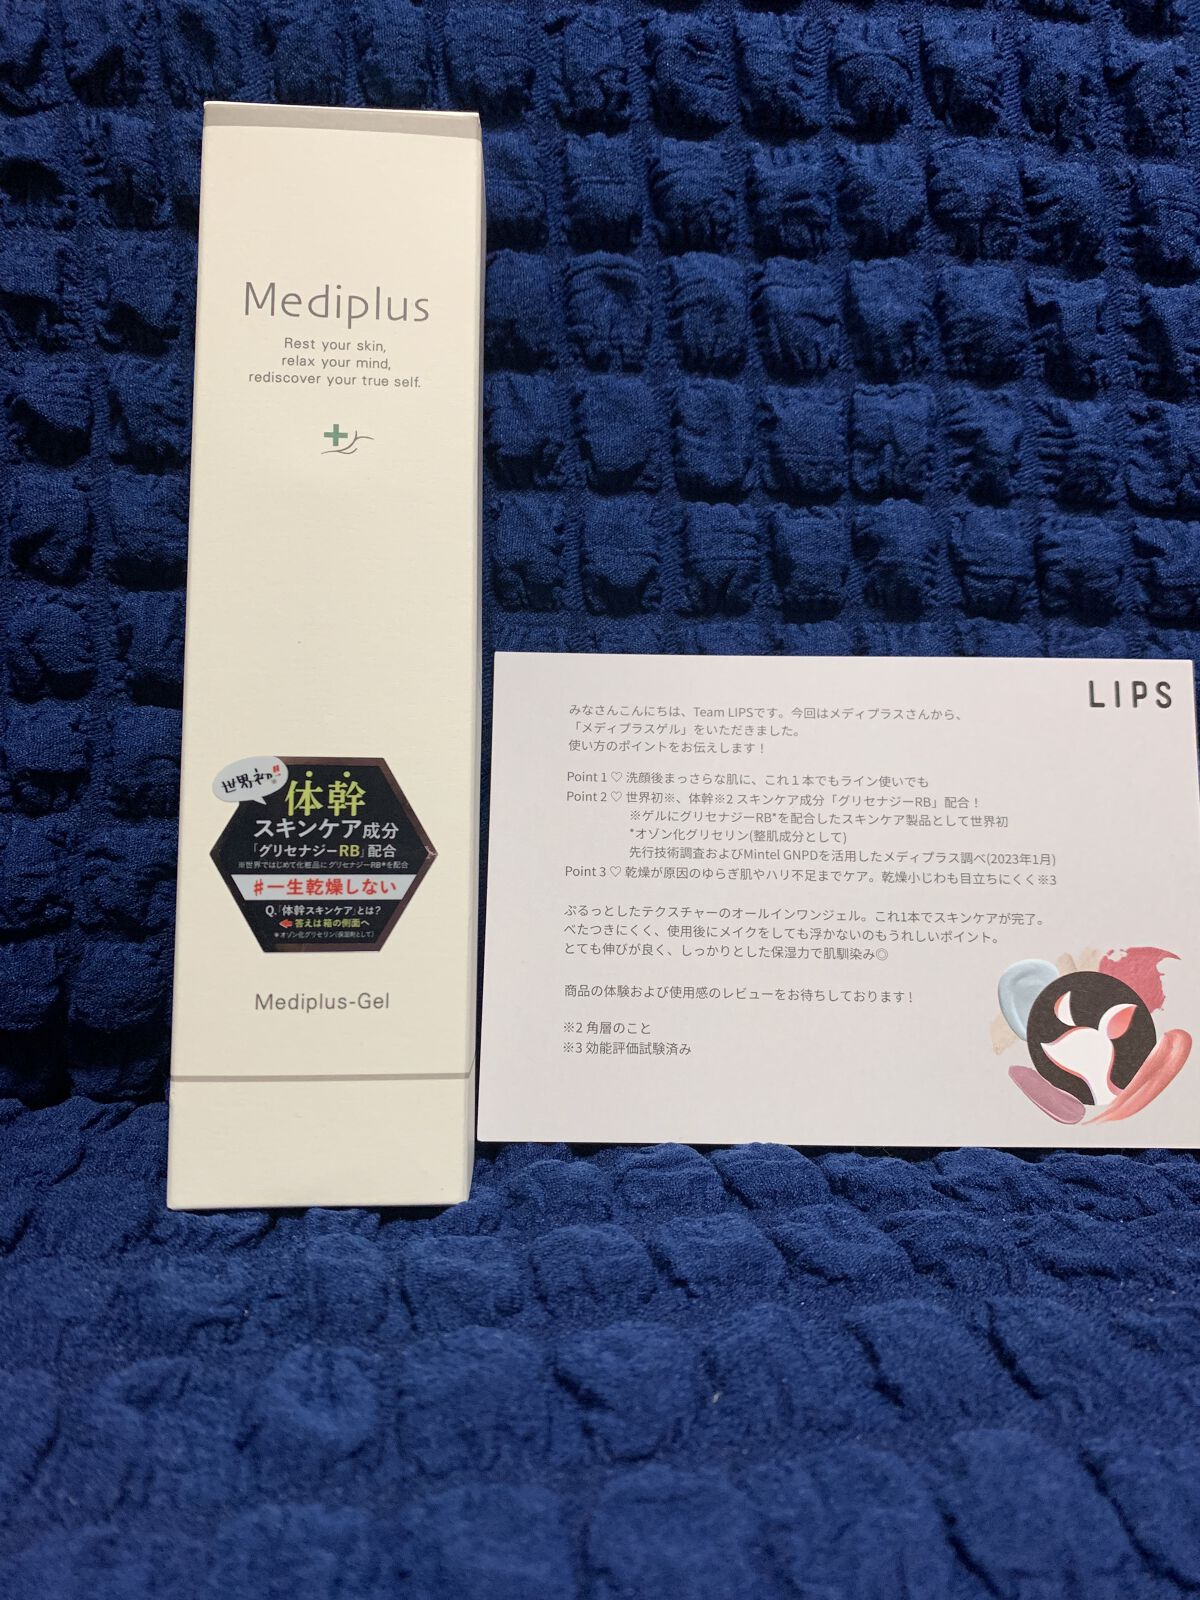 Mediplus
Rest your skin,
relax your mind,
rediscover your true self.
世界初!!
体幹
スキンケア成分
「グリセナジーRB」配合
※世界ではじめて化粧品にグリセナジーRB*を配合
#一生乾燥しない
Q.「体幹スキンケア」とは?
答えは箱の側面へ
*オゾン化グリセリン(保湿剤として)
Mediplus-Gel
LIPS
みなさんこんにちは、Team LIPSです。今回はメディプラスさんから、
「メディプラスゲル」をいただきました。
使い方のポイントをお伝えします！
Point 1 ♡ 洗顔後まっさらな肌に、これ１本でもライン使いでも
Point 2 ♡ 世界初※、体幹※2 スキンケア成分「グリセナジーRB」配合！
※ゲルにグリセナジーRB*を配合したスキンケア製品として世界初
*オゾン化グリセリン(整肌成分として)
先行技術調査およびMintel GNPDを活用したメディプラス調べ(2023年1月)
Point 3 ♡ 乾燥が原因のゆらぎ肌やハリ不足までケア。乾燥小じわも目立ちにくく※3
ぷるっとしたテクスチャーのオールインワンジェル。これ1本でスキンケアが完了。
べたつきにくく、使用後にメイクをしても浮かないのもうれしいポイント。
とても伸びが良く、しっかりとした保湿力で肌馴染み◎
商品の体験および使用感のレビューをお待ちしております！
※2 角層のこと
※3 効能評価試験済み